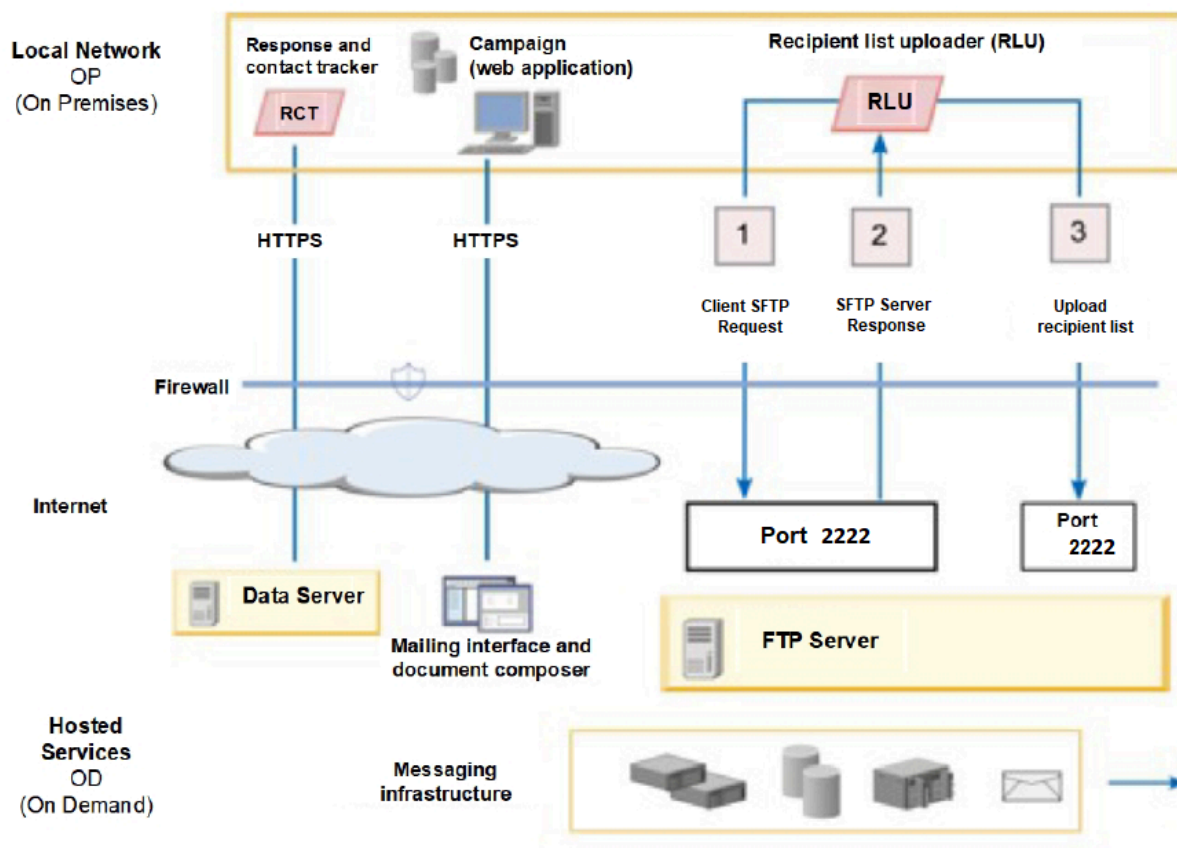 Local Network
OP
(On Premises)
Response and
contact tracker
RCT
Campaign
(web application)
Recipient list uploader (RLU)
RLU
HTTPS
HTTPS
1
2
3
Client SFTP
Request
SFTP Server
Response
Upload
recipient list
Firewall
Internet
Port 2222
Port
2222
Data Server
Mailing interface and
document composer
FTP Server
Hosted
Services
OD
(On Demand)
Messaging
infrastructure